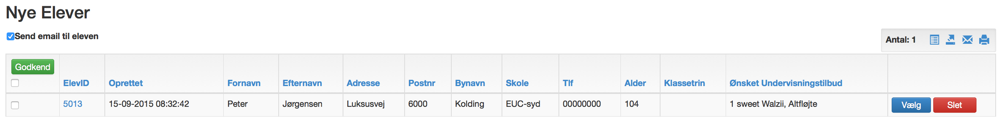 Nye Elever
Send email til eleven
Antal: 1
Godkend
ElevID Oprettet Fornavn Efternavn Adresse Postnr Bynavn Skole Tlf Alder Klassetrin Ønsket Undervisningstilbud
5013 15-09-2015 08:32:42 Peter Jørgensen Luksusvej 6000 Kolding EUC-syd 00000000 104 1 sweet Walzii, Altfløjte Vælg Slet